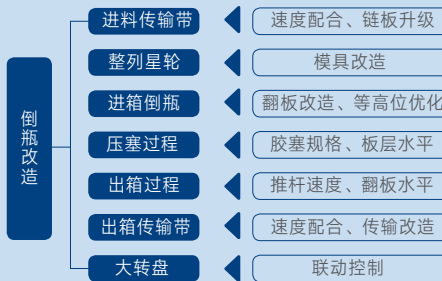 倒瓶改造
进料传输带
速度配合、链板升级
整列星轮
模具改造
进箱倒瓶
翻板改造、等高位优化
压塞过程
胶塞规格、板层水平
出箱过程
推杆速度、翻板水平
出箱传输带
速度配合、传输改造
大转盘
联动控制